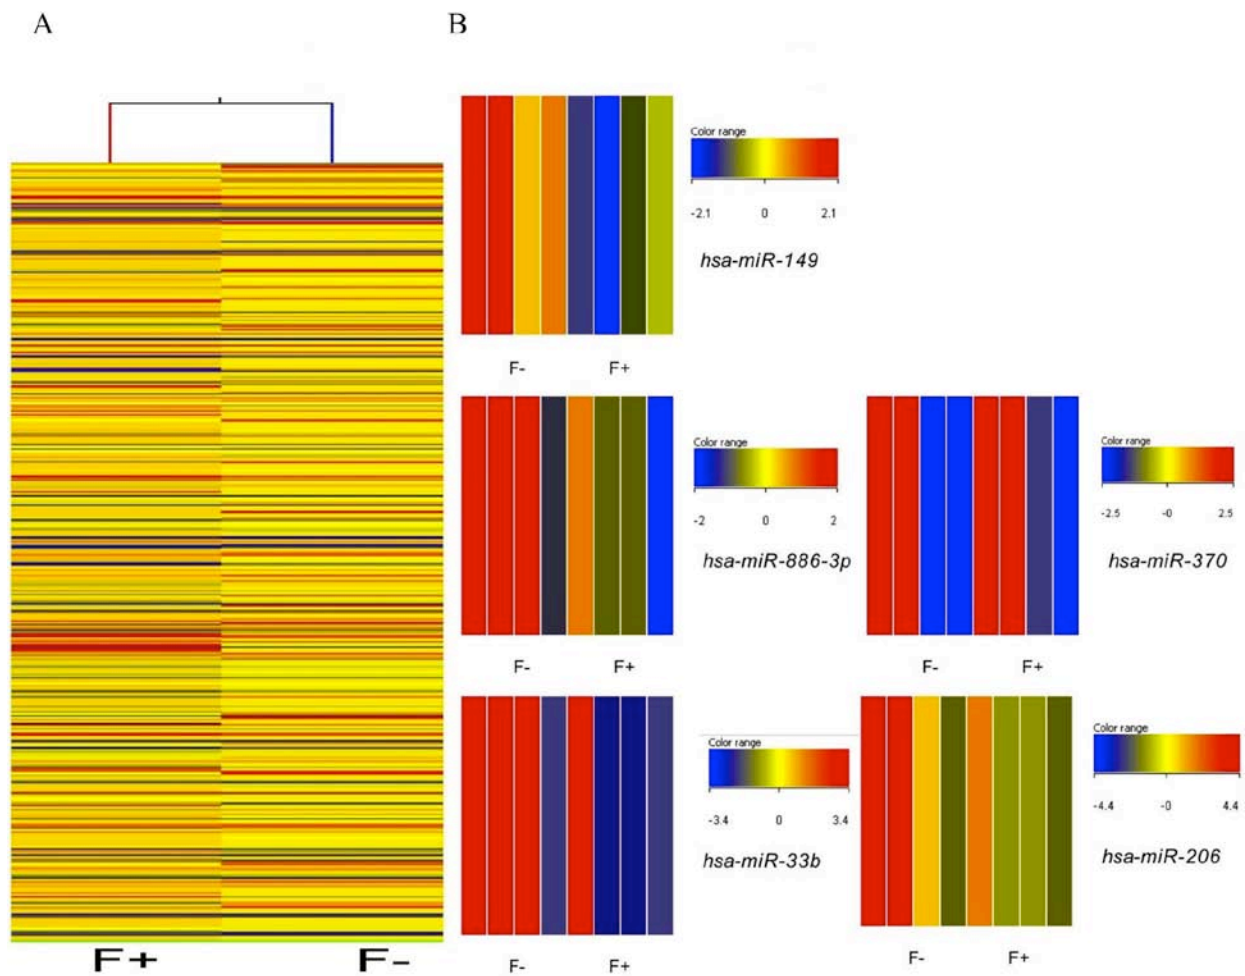 A
B
Color range
-2.1 0 2.1
hsa-miR-149
F- F+
Color range
-2 0 2
hsa-miR-886-3p
F- F+
Color range
-2.5 -0 2.5
hsa-miR-370
F- F+
Color range
-3.4 0 3.4
hsa-miR-33b
F- F+
Color range
-4.4 -0 4.4
hsa-miR-206
F- F+
F+ F-